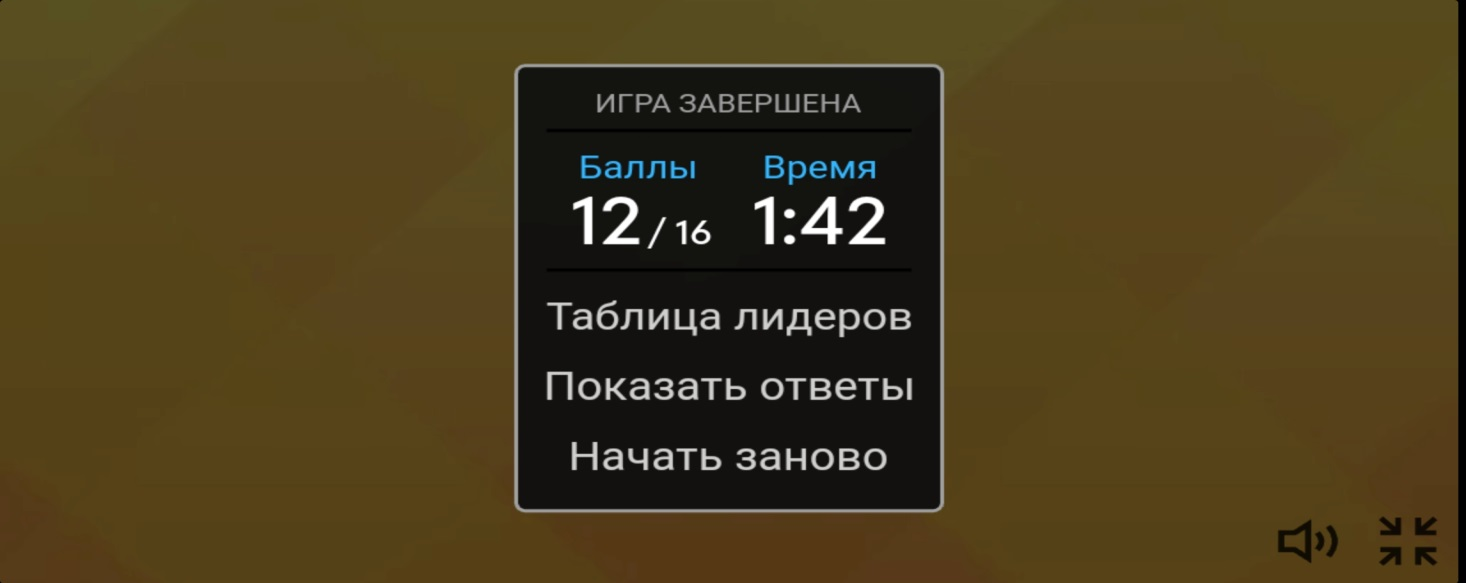 ИГРА ЗАВЕРШЕНА
Баллы Время
12 / 16 1:42
Таблица лидеров
Показать ответы
Начать заново